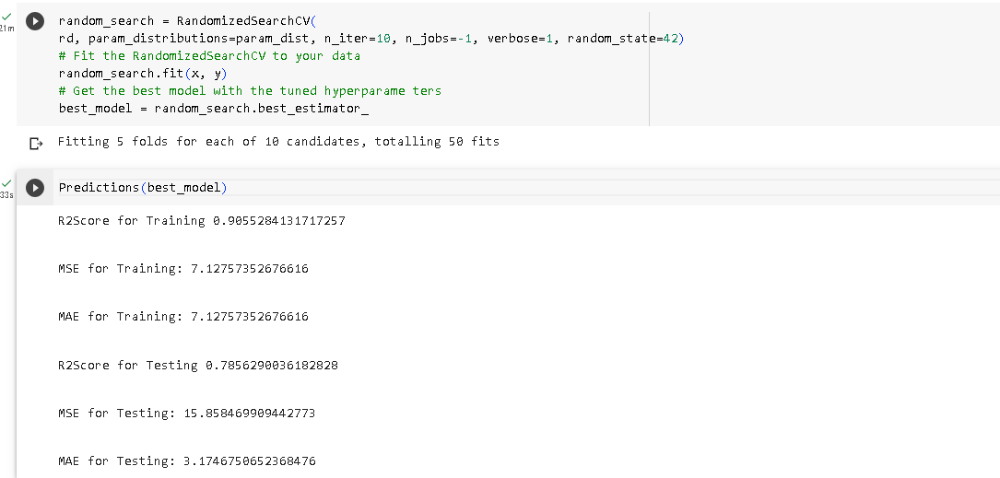 random_search = RandomizedSearchCV(
21m
rd, param_distributions=param_dist, n_iter=10, n_jobs=-1, verbose=1, random_state=42)
# Fit the RandomizedSearchCV to your data
random_search.fit(x, y)
# Get the best model with the tuned hyperparame ters
best_model = random_search.best_estimator_
Fitting 5 folds for each of 10 candidates, totalling 50 fits
Predictions(best_model)
33s
R2Score for Training 0.9055284131717257
MSE for Training: 7.12757352676616
MAE for Training: 7.12757352676616
R2Score for Testing 0.7856290036182828
MSE for Testing: 15.858469909442773
MAE for Testing: 3.1746750652368476